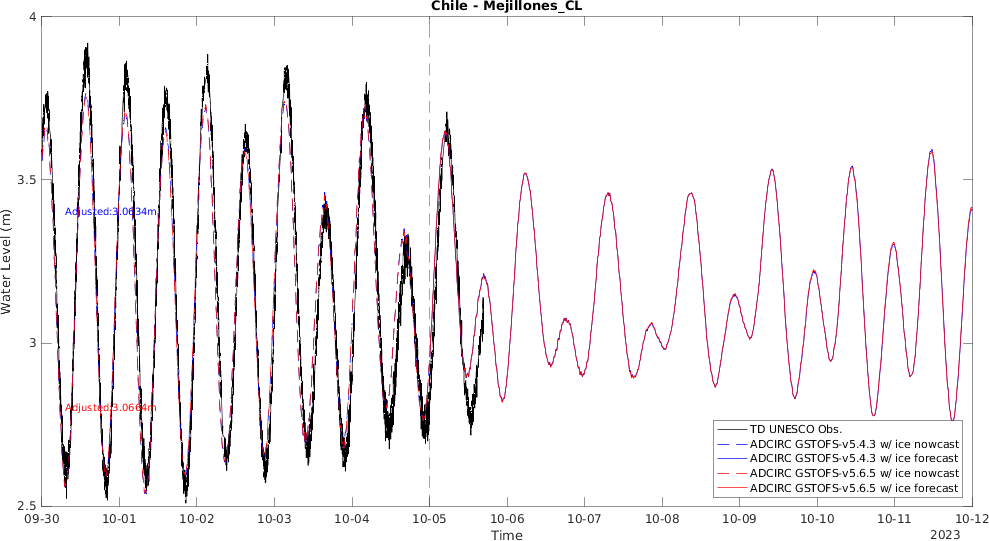 Chile - Mejillones_CL
4
3.5
3
2.5
Water Level (m)
Adjusted:3.0634m
Adjusted:3.0664m
TD UNESCO Obs.
ADCIRC GSTOFS-v5.4.3 w/ ice nowcast
ADCIRC GSTOFS-v5.4.3 w/ ice forecast
ADCIRC GSTOFS-v5.6.5 w/ ice nowcast
ADCIRC GSTOFS-v5.6.5 w/ ice forecast
09-30 10-01 10-02 10-03 10-04 10-05 10-06 10-07 10-08 10-09 10-10 10-11 10-12
Time 2023